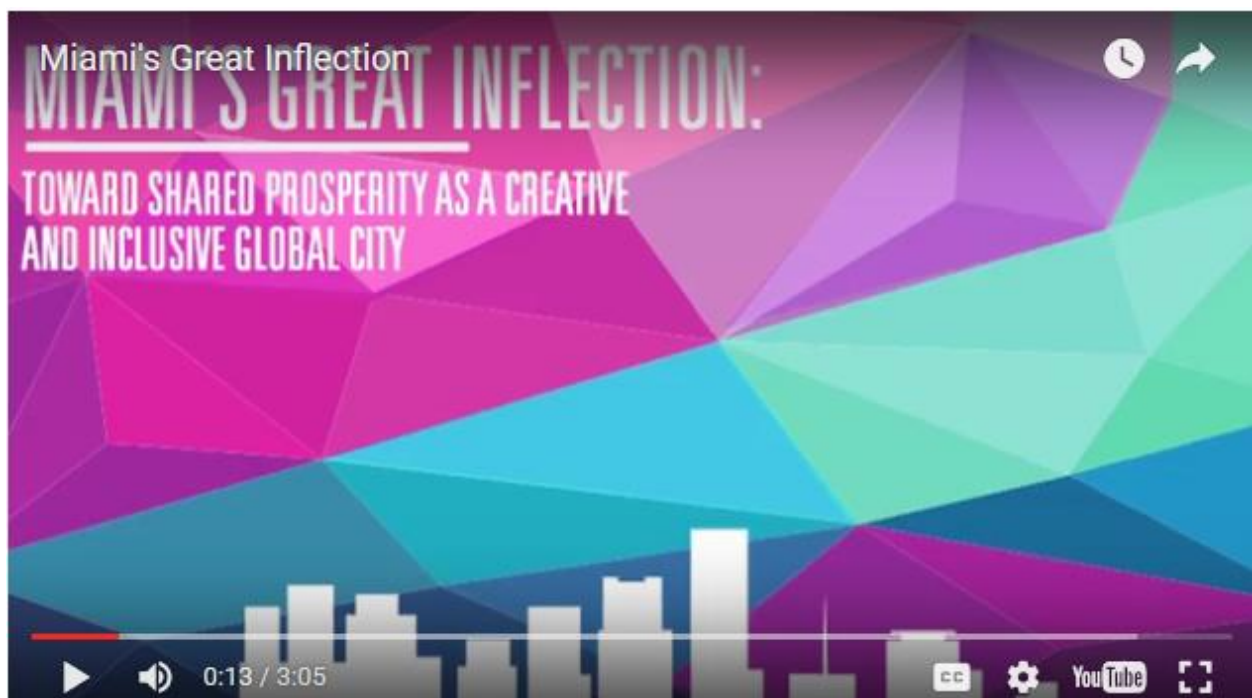 Miami's Great Inflection
MIAMI'S GREAT INFLECTION:
TOWARD SHARED PROSPERITY AS A CREATIVE
AND INCLUSIVE GLOBAL CITY
0:13 / 3:05
CC
YouTube